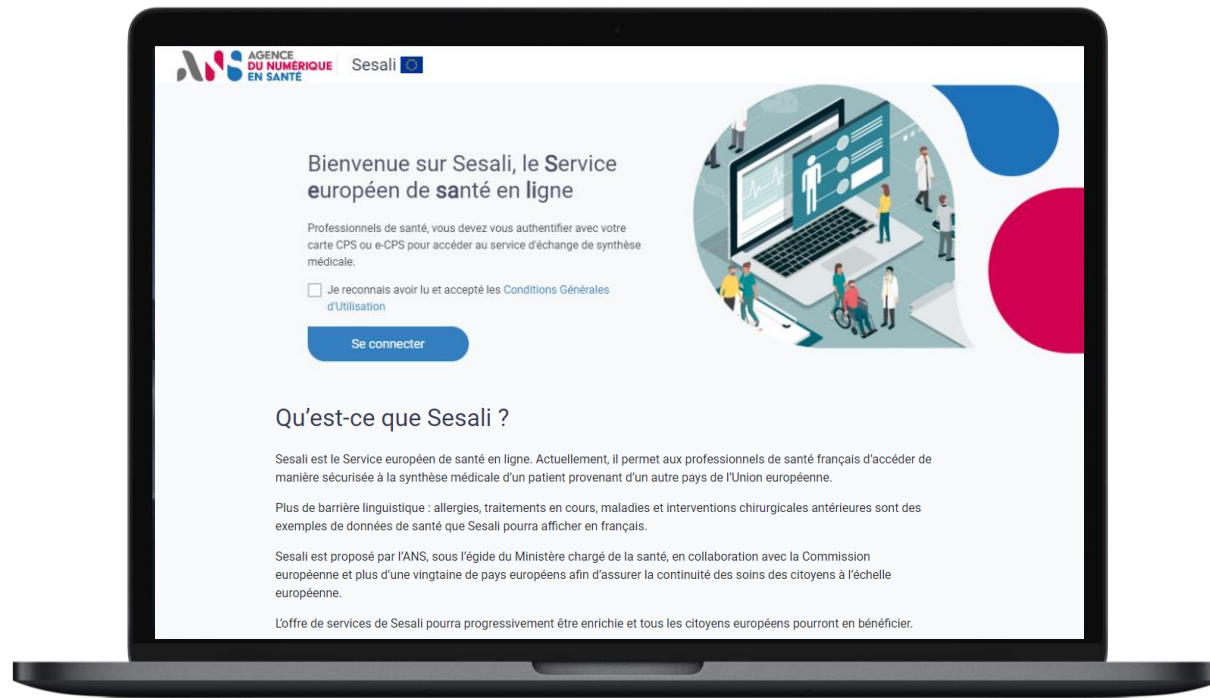 AGENCE
DU NUMÉRIQUE
EN SANTÉ
Sesali
Bienvenue sur Sesali, le Service
européen de santé en ligne
Professionnels de santé, vous devez vous authentifier avec votre
carte CPS ou e-CPS pour accéder au service d'échange de synthèse
médicale.
Je reconnais avoir lu et accepté les Conditions Générales
d'Utilisation
Se connecter
Qu'est-ce que Sesali ?
Sesali est le Service européen de santé en ligne. Actuellement, il permet aux professionnels de santé français d'accéder de
manière sécurisée à la synthèse médicale d'un patient provenant d'un autre pays de l'Union européenne.
Plus de barrière linguistique : allergies, traitements en cours, maladies et interventions chirurgicales antérieures sont des
exemples de données de santé que Sesali pourra afficher en français.
Sesali est proposé par l'ANS, sous l'égide du Ministère chargé de la santé, en collaboration avec la Commission
européenne et plus d'une vingtaine de pays européens afin d'assurer la continuité des soins des citoyens à l'échelle
européenne.
L'offre de services de Sesali pourra progressivement être enrichie et tous les citoyens européens pourront en bénéficier.